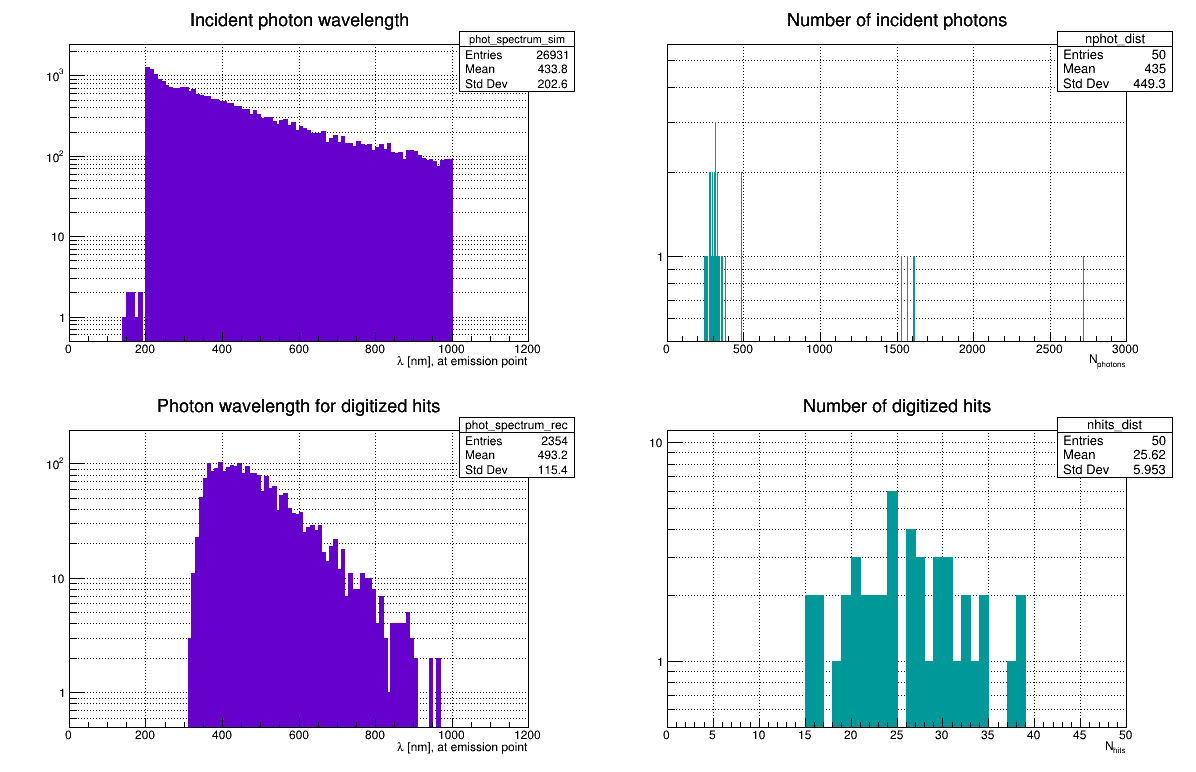 Incident photon wavelength
phot_spectrum_sim
Entries 26931
Mean 433.8
Std Dev 202.6
10³
10²
10
1
0 200 400 600 800 1000 1200
λ [nm], at emission point
Number of incident photons
nphot_dist
Entries 50
Mean 435
Std Dev 449.3
1
0 500 1000 1500 2000 2500 3000
N_photons
Photon wavelength for digitized hits
phot_spectrum_rec
Entries 2354
Mean 493.2
Std Dev 115.4
10²
10
1
0 200 400 600 800 1000 1200
λ [nm], at emission point
Number of digitized hits
nhits_dist
Entries 50
Mean 25.62
Std Dev 5.953
10
1
0 5 10 15 20 25 30 35 40 45 50
N_hits